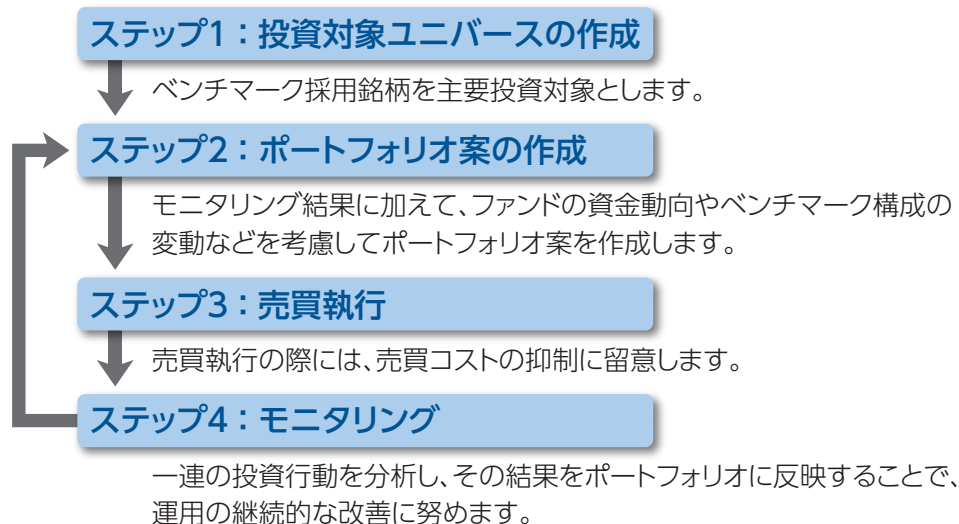 ステップ1：投資対象ユニバースの作成
ベンチマーク採用銘柄を主要投資対象とします。
ステップ2：ポートフォリオ案の作成
モニタリング結果に加えて、ファンドの資金動向やベンチマーク構成の
変動などを考慮してポートフォリオ案を作成します。
ステップ3：売買執行
売買執行の際には、売買コストの抑制に留意します。
ステップ4：モニタリング
一連の投資行動を分析し、その結果をポートフォリオに反映することで、
運用の継続的な改善に努めます。